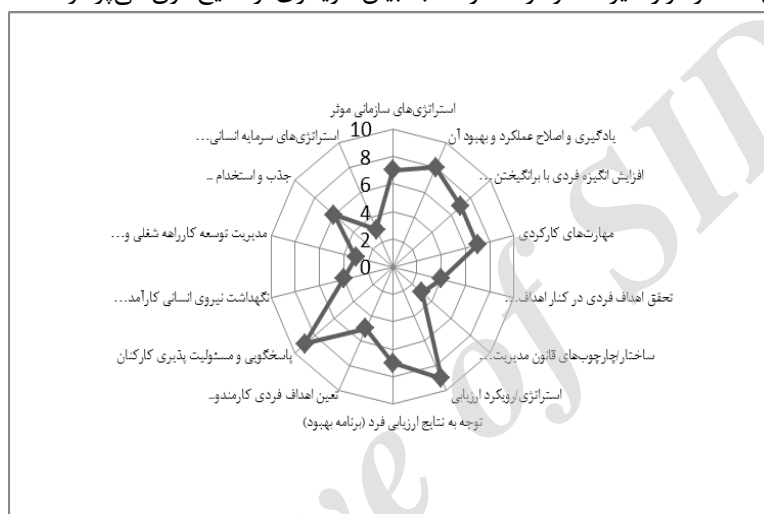 استراتژی‌های سازمانی موثر
یادگیری و اصلاح عملکرد و بهبود آن
افزایش انگیزه فردی با برانگیختن ...
مهارت‌های کارکردی
تحقق اهداف فردی در کنار اهداف...
ساختار/چارچوب‌های قانون مدیریت...
استراتژی/رویکرد ارزیابی
توجه به نتایج ارزیابی فرد (برنامه بهبود)
تعین اهداف فردی کارمندو...
پاسخگویی و مسئولیت پذیری کارکنان
نگهداشت نیروی انسانی کارآمد...
مدیریت توسعه کارراهه شغلی و...
جذب و استخدام ...
استراتژی‌های سرمایه انسانی...
10
8
6
4
2
0
e of SID